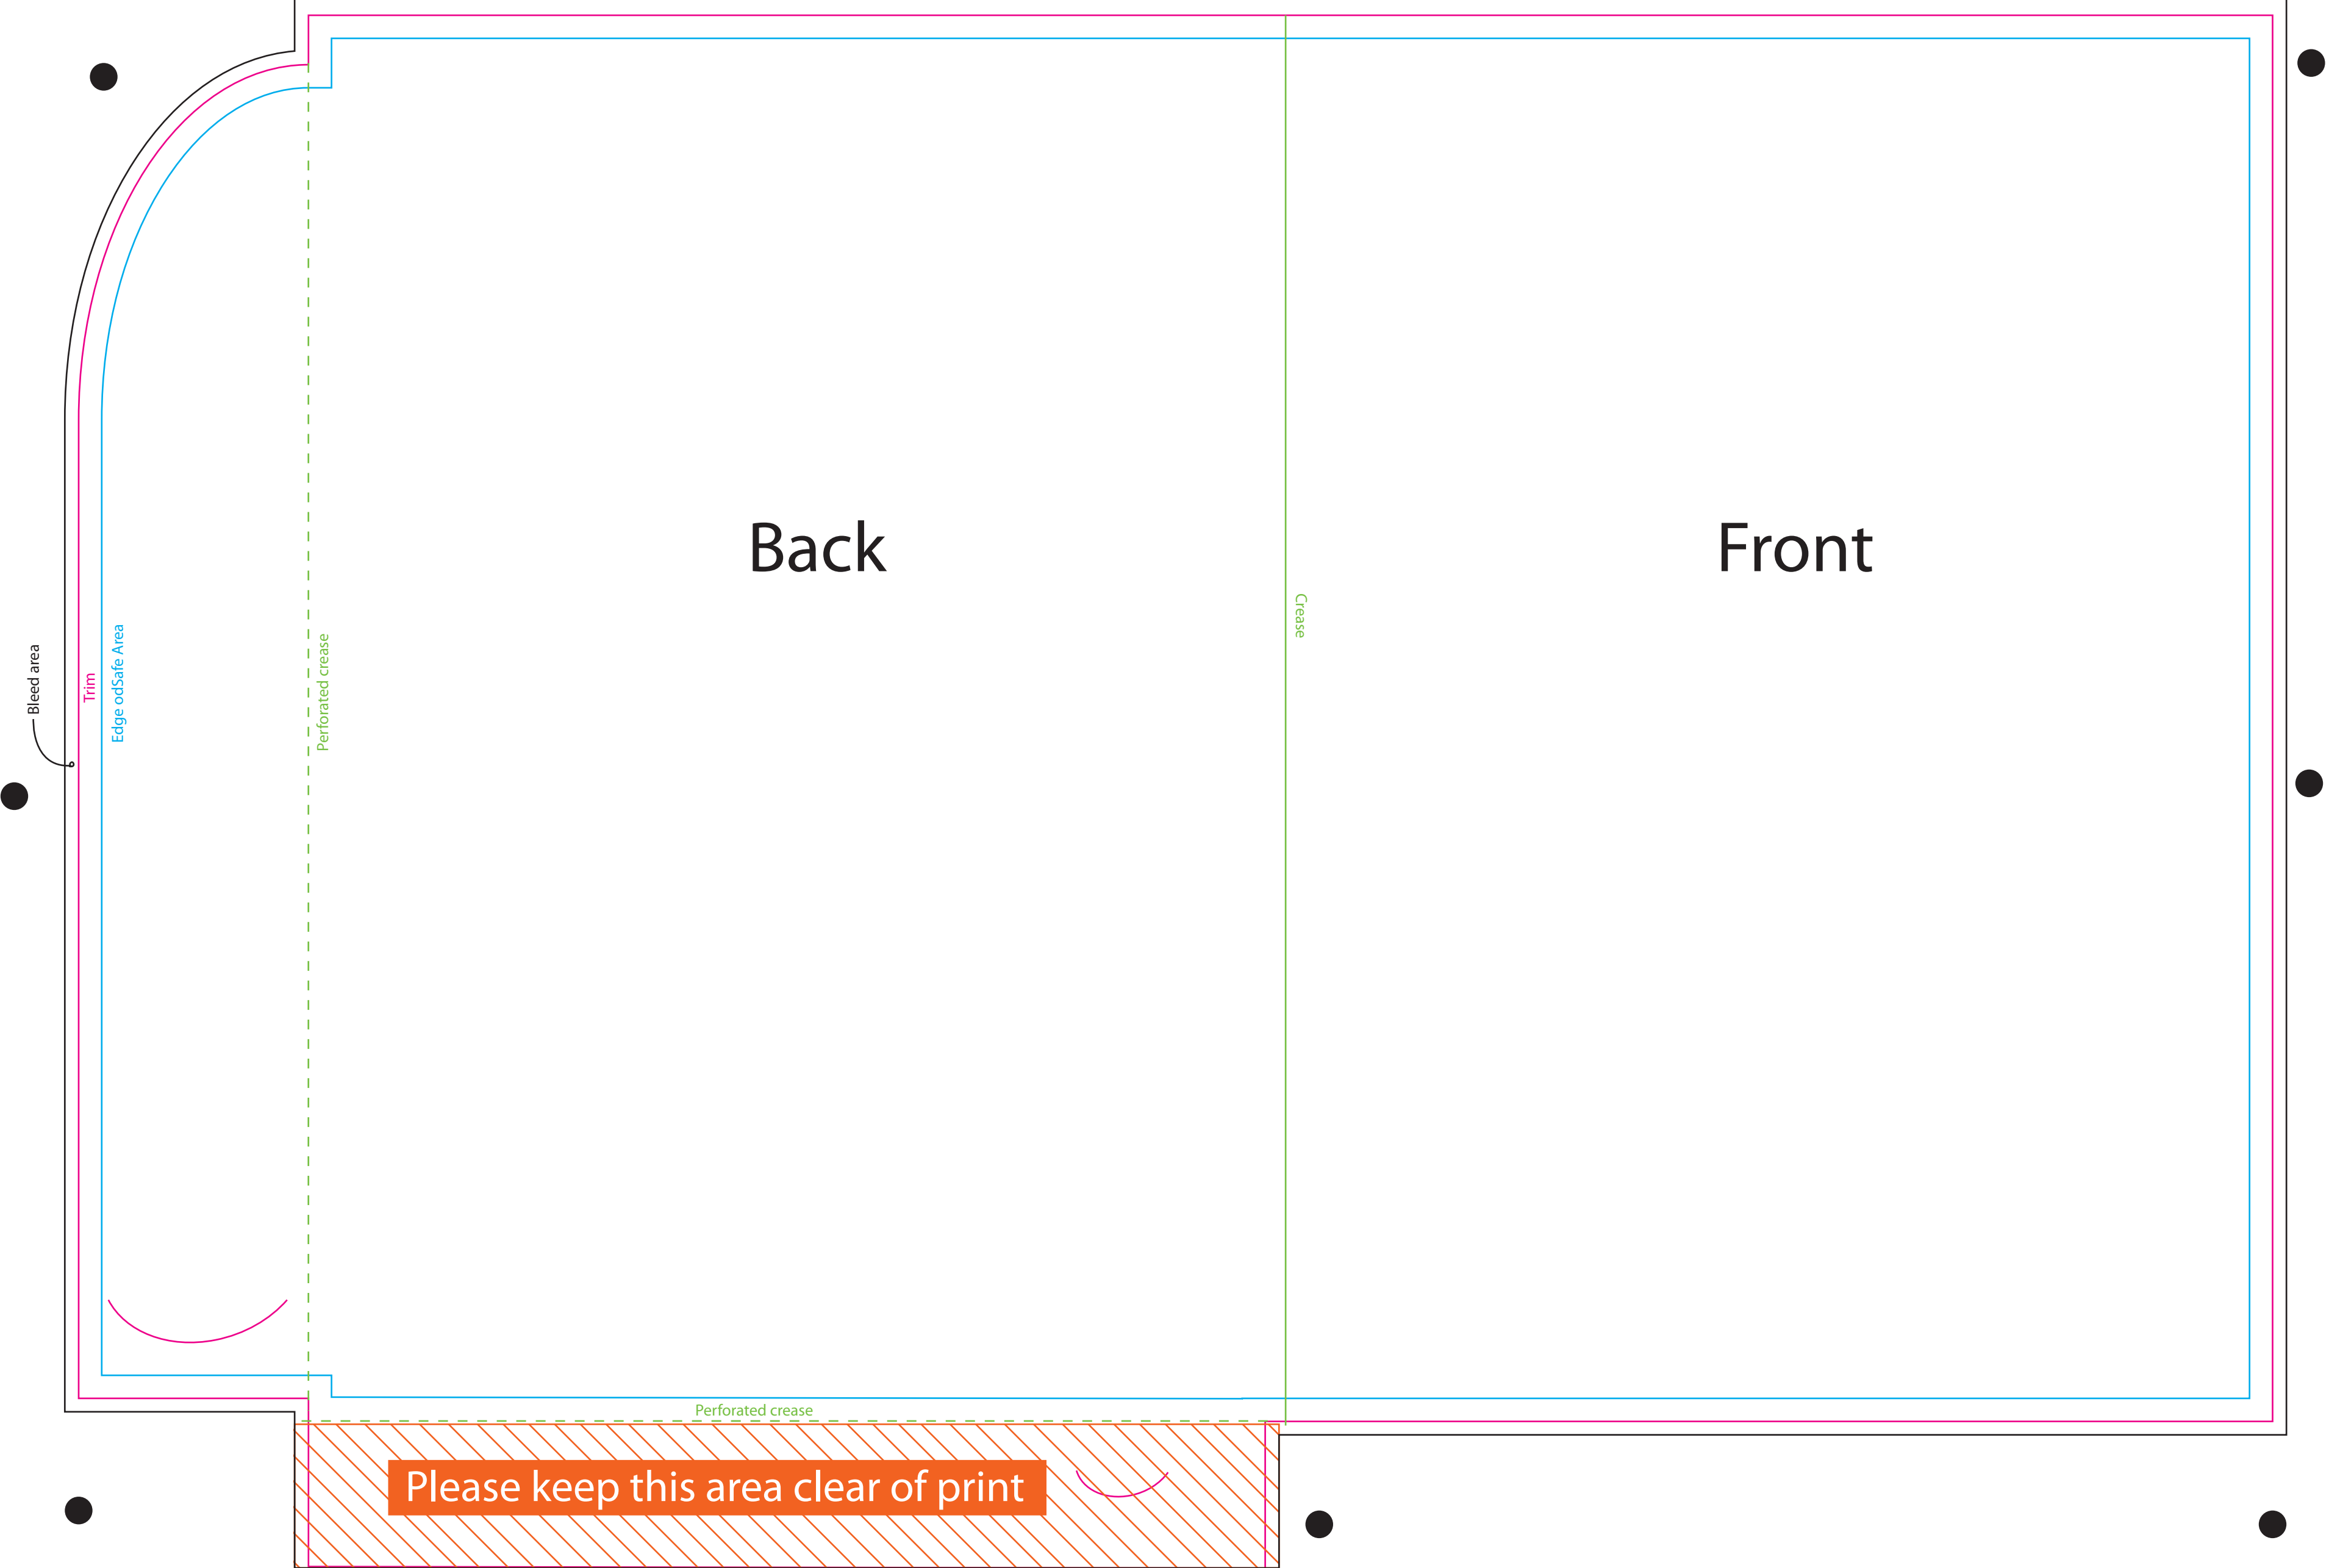 Back
Front
Crease
Bleed area
Trim
Edge odSafe Area
Perforated crease
Perforated crease
Please keep this area clear of print